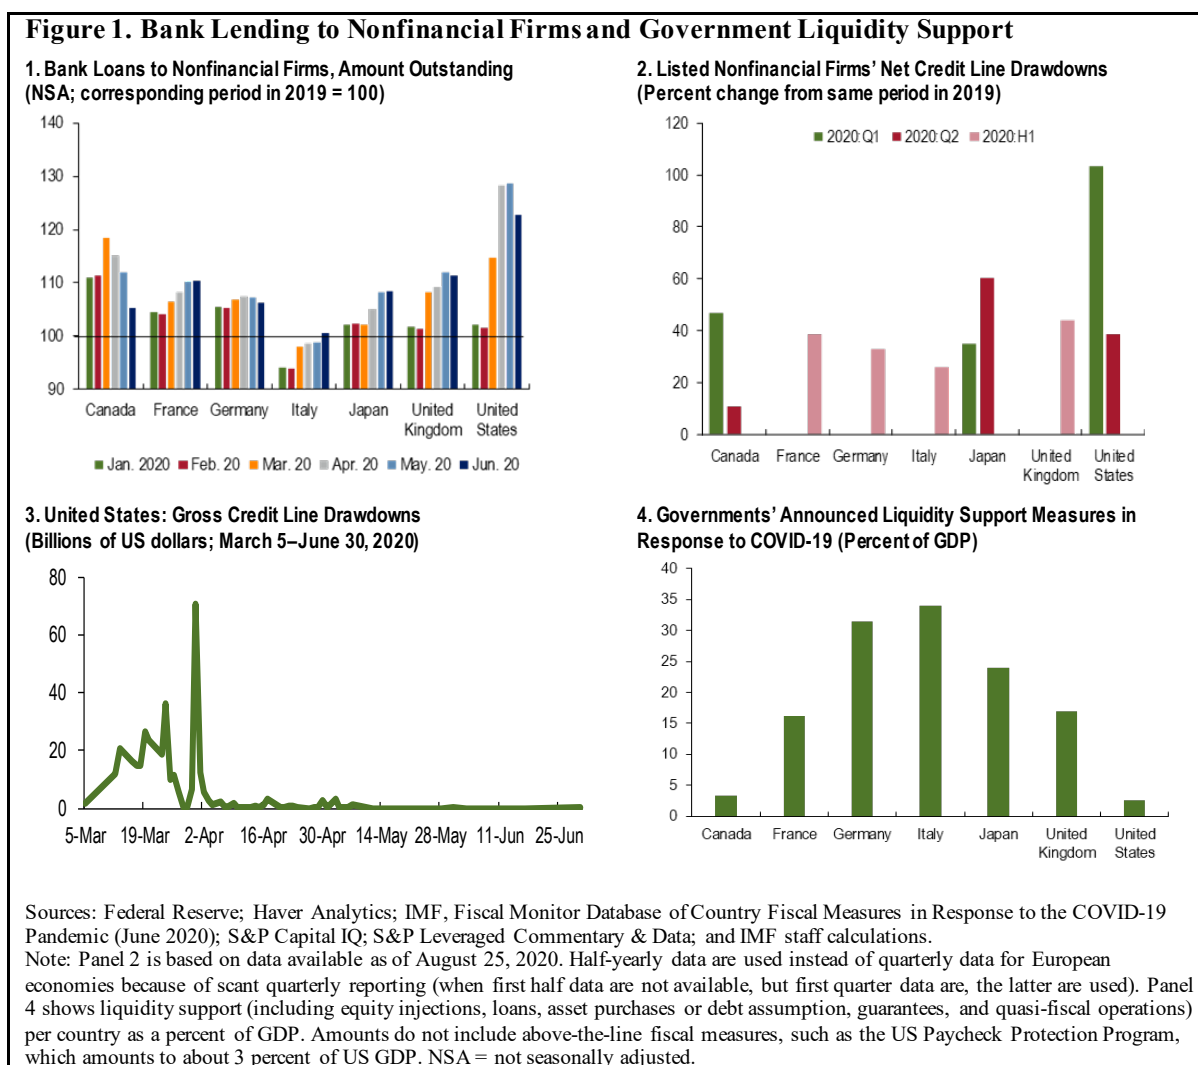 Figure 1. Bank Lending to Nonfinancial Firms and Government Liquidity Support
1. Bank Loans to Nonfinancial Firms, Amount Outstanding
(NSA; corresponding period in 2019 = 100)
140
130
120
110
100
90
Canada France Germany Italy Japan United Kingdom United States
Jan. 2020 Feb. 20 Mar. 20 Apr. 20 May. 20 Jun. 20
2. Listed Nonfinancial Firms' Net Credit Line Drawdowns
(Percent change from same period in 2019)
120
100
80
60
40
20
0
2020:Q1 2020:Q2 2020:H1
Canada France Germany Italy Japan United Kingdom United States
3. United States: Gross Credit Line Drawdowns
(Billions of US dollars; March 5–June 30, 2020)
80
60
40
20
0
5-Mar 19-Mar 2-Apr 16-Apr 30-Apr 14-May 28-May 11-Jun 25-Jun
4. Governments' Announced Liquidity Support Measures in
Response to COVID-19 (Percent of GDP)
40
35
30
25
20
15
10
5
0
Canada France Germany Italy Japan United Kingdom United States
Sources: Federal Reserve; Haver Analytics; IMF, Fiscal Monitor Database of Country Fiscal Measures in Response to the COVID-19
Pandemic (June 2020); S&P Capital IQ; S&P Leveraged Commentary & Data; and IMF staff calculations.
Note: Panel 2 is based on data available as of August 25, 2020. Half-yearly data are used instead of quarterly data for European
economies because of scant quarterly reporting (when first half data are not available, but first quarter data are, the latter are used). Panel
4 shows liquidity support (including equity injections, loans, asset purchases or debt assumption, guarantees, and quasi-fiscal operations)
per country as a percent of GDP. Amounts do not include above-the-line fiscal measures, such as the US Paycheck Protection Program,
which amounts to about 3 percent of US GDP. NSA = not seasonally adjusted.